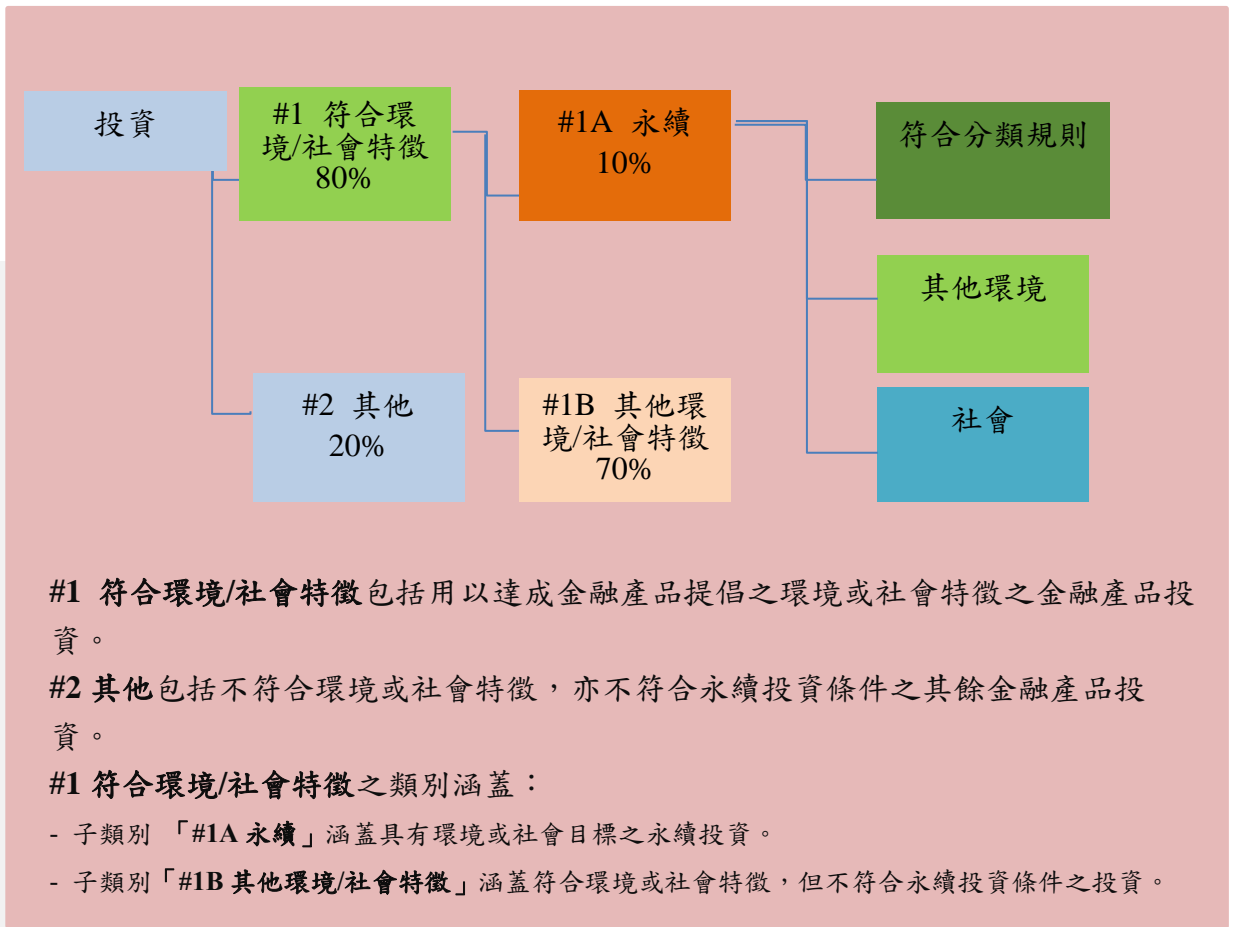 投資
#1 符合環
境/社會特徵
80%
#1A 永續
10%
符合分類規則
其他環境
#2 其他
20%
#1B 其他環
境/社會特徵
70%
社會
#1 符合環境/社會特徵包括用以達成金融產品提倡之環境或社會特徵之金融產品投
資。
#2 其他包括不符合環境或社會特徵，亦不符合永續投資條件之其餘金融產品投
資。
#1 符合環境/社會特徵之類別涵蓋：
- 子類別 「#1A 永續」涵蓋具有環境或社會目標之永續投資。
- 子類別「#1B 其他環境/社會特徵」涵蓋符合環境或社會特徵，但不符合永續投資條件之投資。